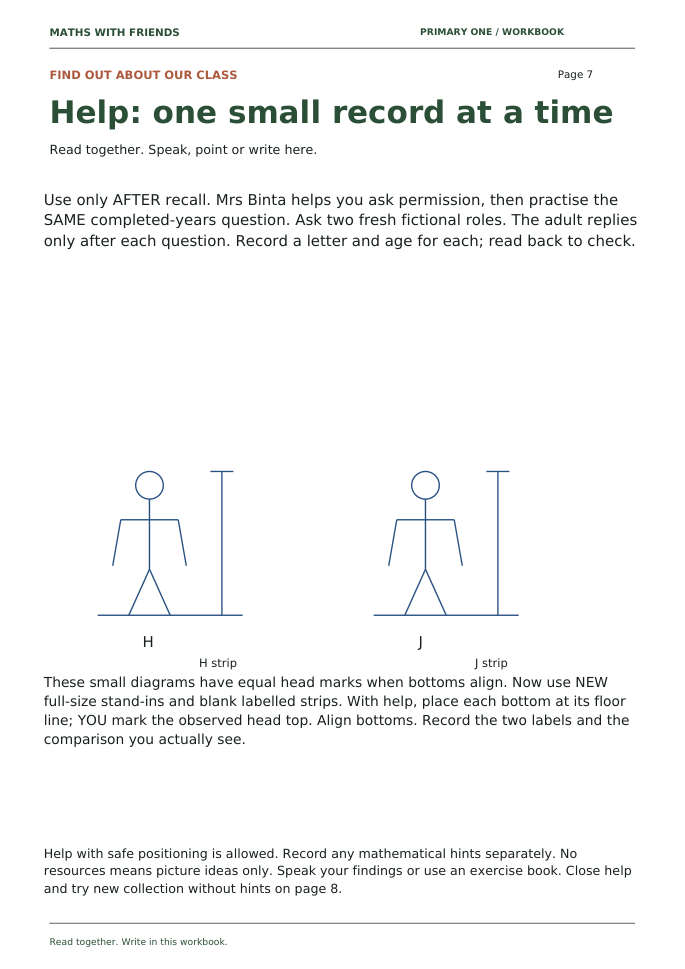 MATHS WITH FRIENDS
PRIMARY ONE / WORKBOOK
FIND OUT ABOUT OUR CLASS
Page 7
Help: one small record at a time
Read together. Speak, point or write here.
Use only AFTER recall. Mrs Binta helps you ask permission, then practise the
SAME completed-years question. Ask two fresh fictional roles. The adult replies
only after each question. Record a letter and age for each; read back to check.
H
J
H strip
J strip
These small diagrams have equal head marks when bottoms align. Now use NEW
full-size stand-ins and blank labelled strips. With help, place each bottom at its floor
line; YOU mark the observed head top. Align bottoms. Record the two labels and the
comparison you actually see.
Help with safe positioning is allowed. Record any mathematical hints separately. No
resources means picture ideas only. Speak your findings or use an exercise book. Close help
and try new collection without hints on page 8.
Read together. Write in this workbook.